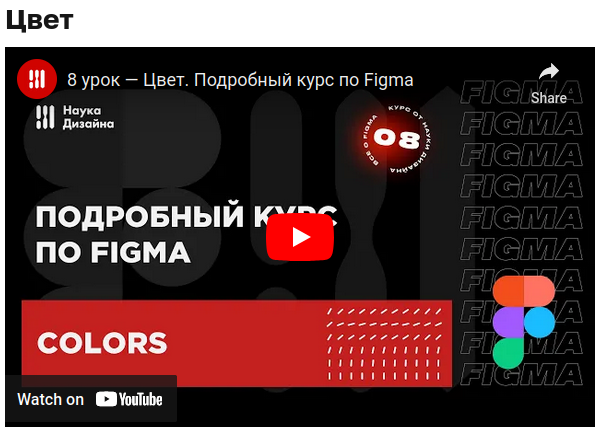 Цвет
8 урок — Цвет. Подробный курс по Figma
Share
Наука
Дизайна
КУРС ОТ НАУКИ ДИЗАЙНА
ВСЕ О FIGMA
08
ПОДРОБНЫЙ КУРС
ПО FIGMA
COLORS
FIGMA
FIGMA
FIGMA
FIGMA
FIGMA
FIGMA
FIGMA
FIGMA
FIGMA
FIGMA
Watch on YouTube